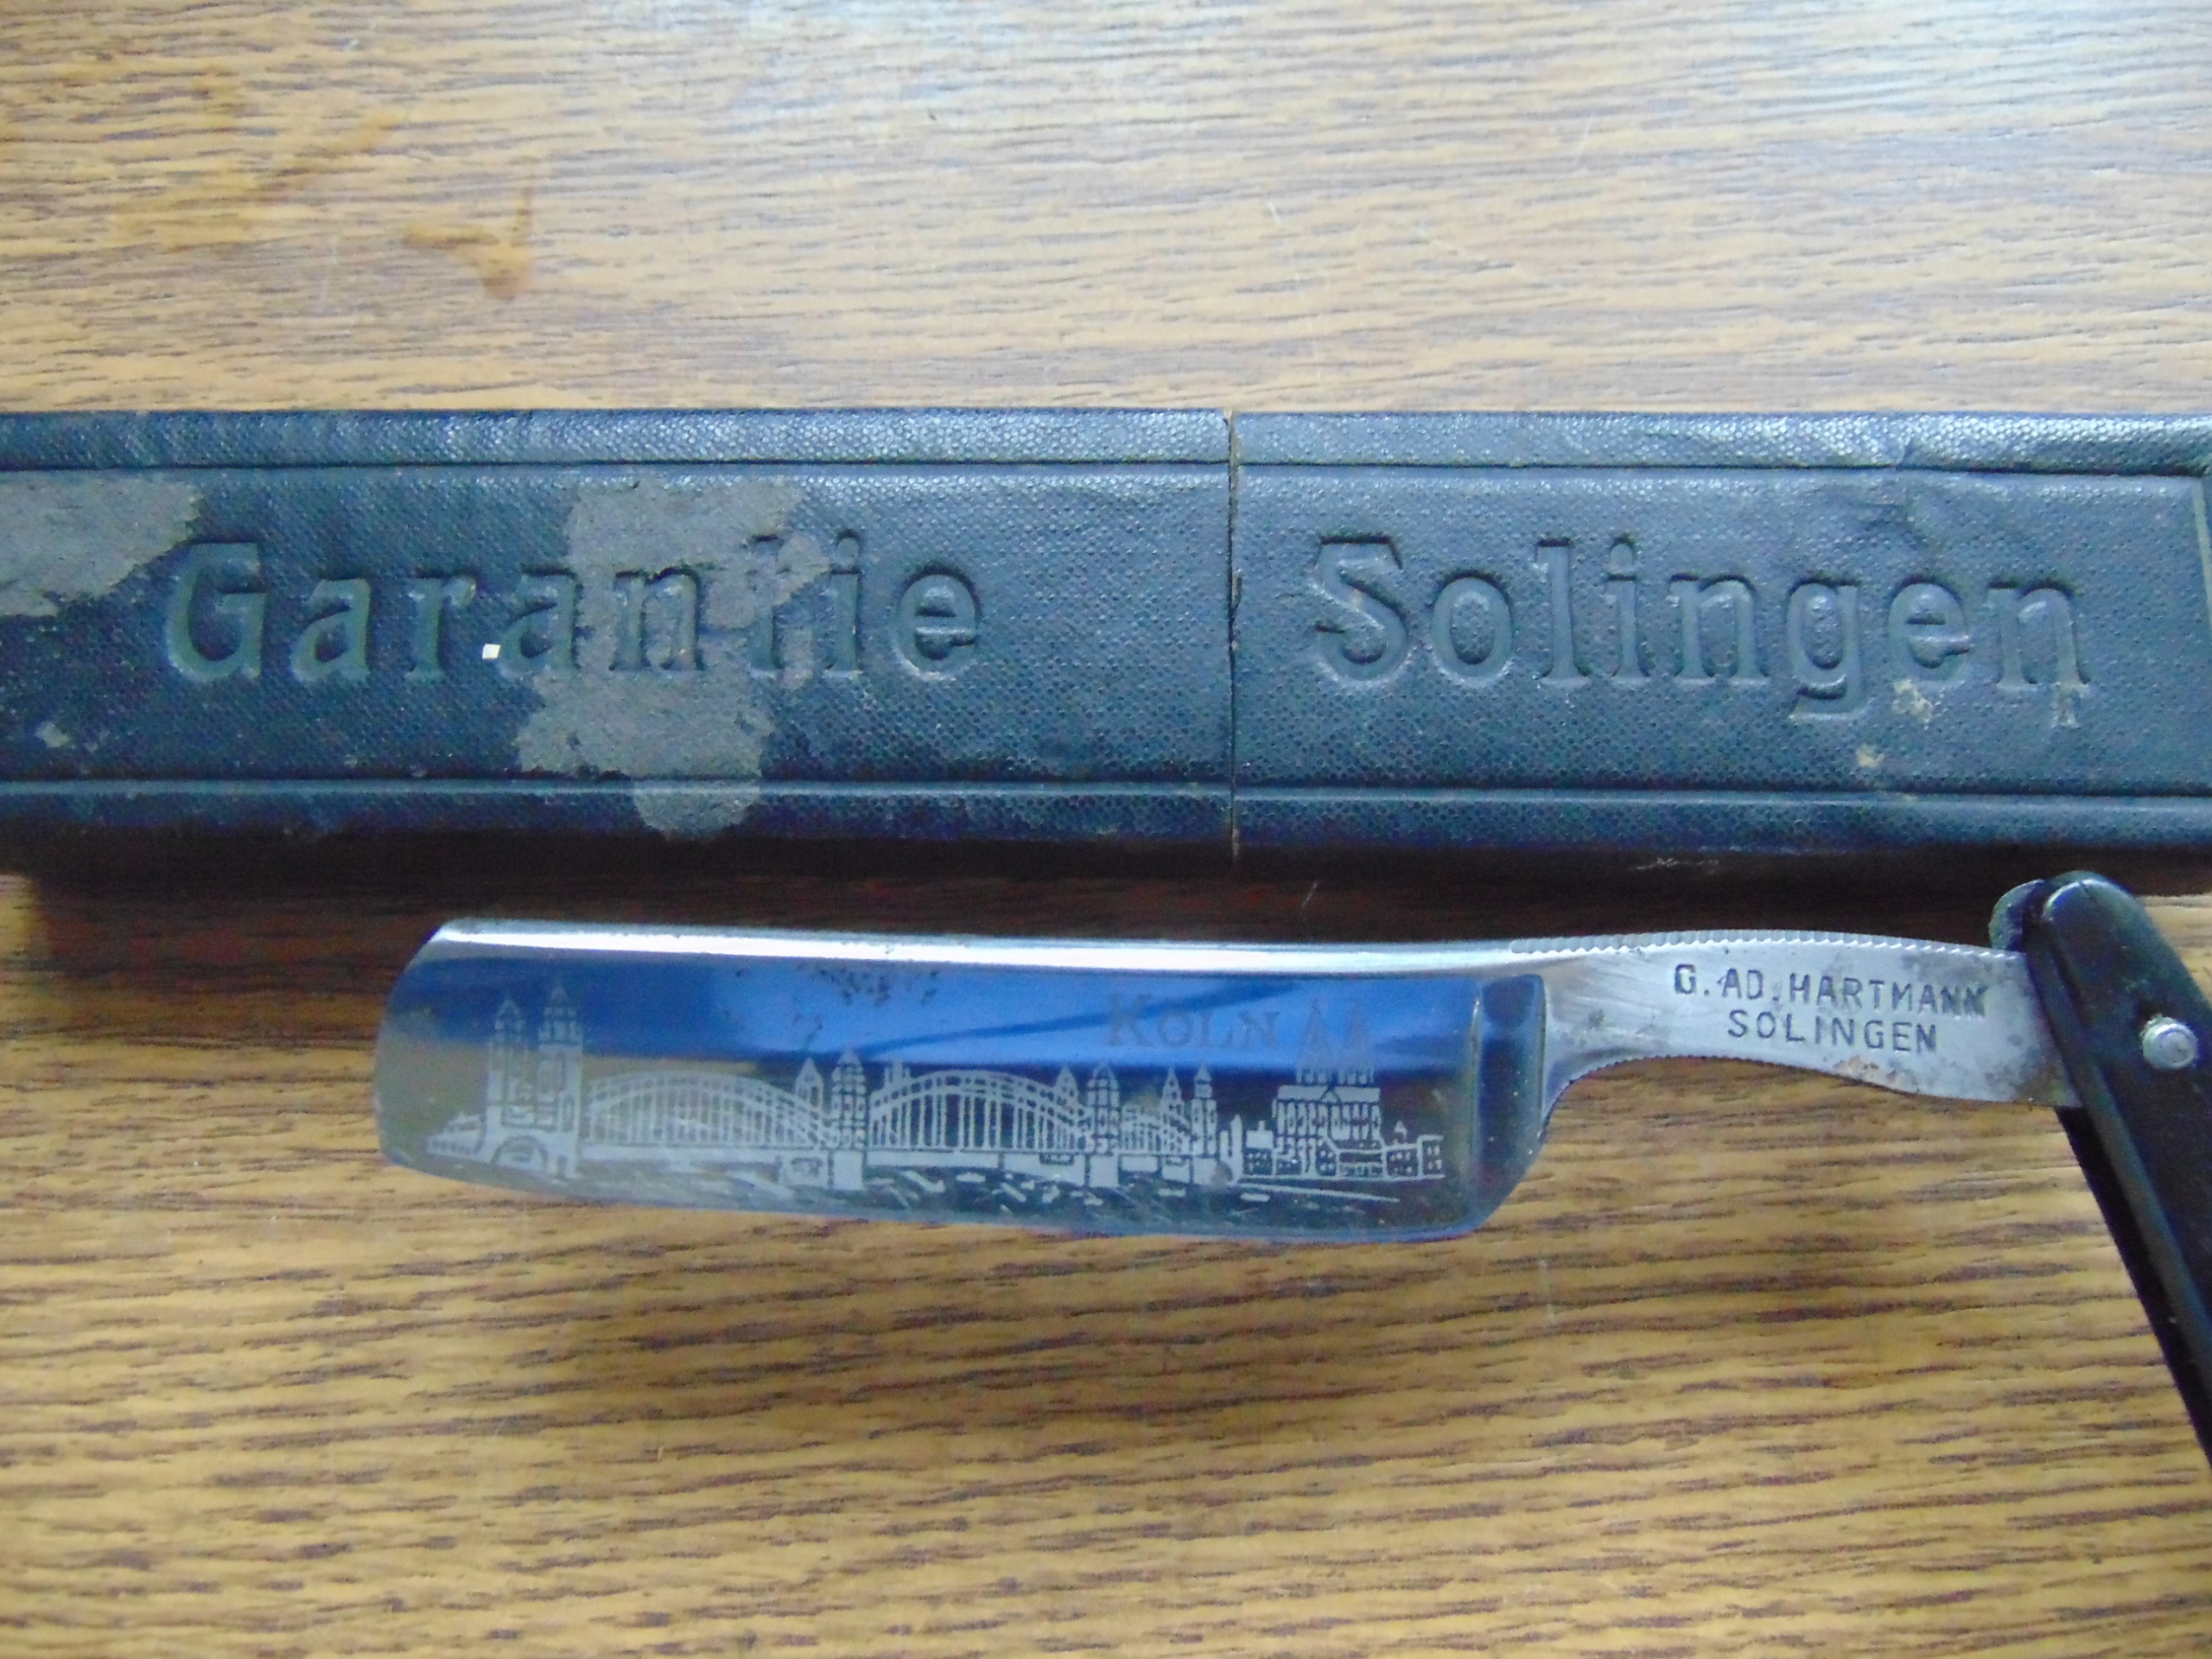 Garantie Solingen
KÖLN
G. AD. HARTMANN
SOLINGEN